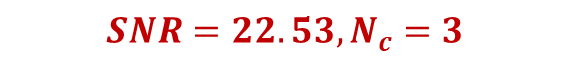 SNR = 22.53, N_c = 3